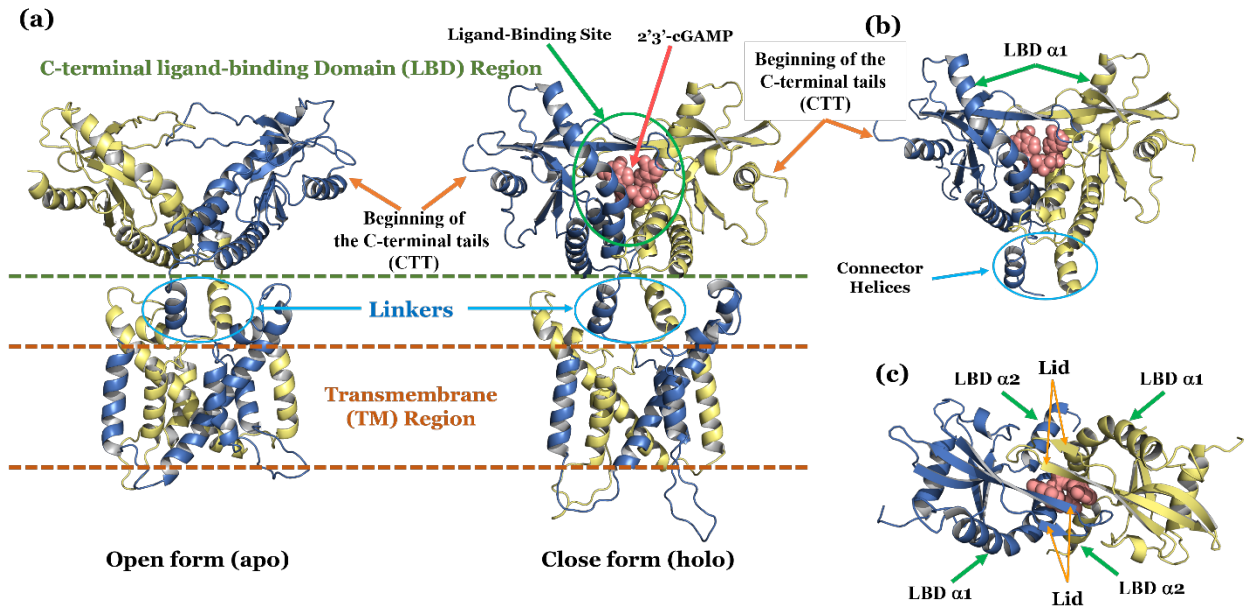 (a)
Ligand-Binding Site
2’3’-cGAMP
C-terminal ligand-binding Domain (LBD) Region
Beginning of the
C-terminal tails
(CTT)
Beginning of
the C-terminal tails
(CTT)
Linkers
Transmembrane
(TM) Region
Open form (apo)
Close form (holo)
(b)
LBD α1
Connector
Helices
(c)
Lid
LBD α2
LBD α1
LBD α1
Lid
LBD α2